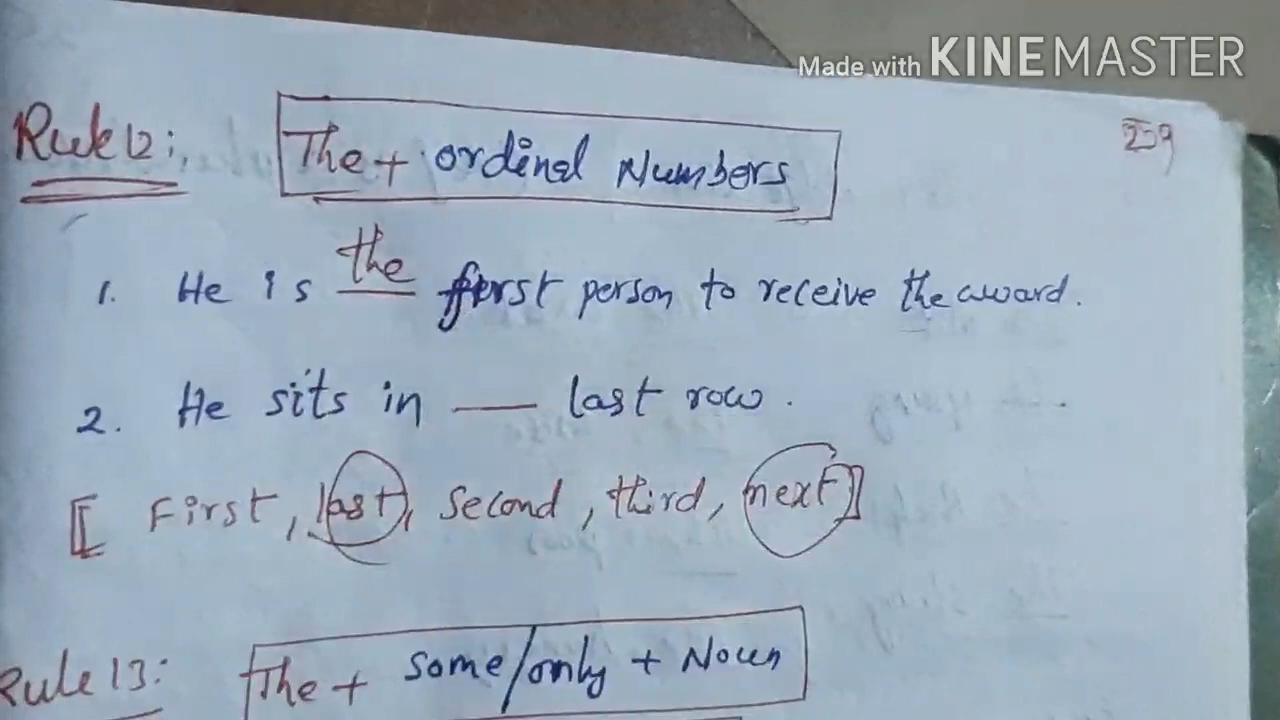 Made with KINEMASTER
Rule 12:
The + ordinal Numbers
1. He is the first person to receive the award.
2. He sits in ___ last row.
[ First, last, second, third, next ]
Rule 13:
The + Some/only + Noun